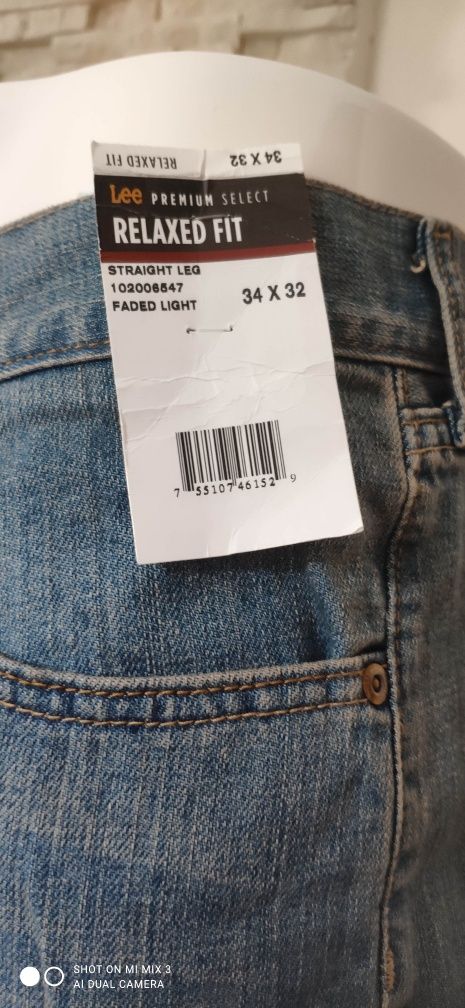 RELAXED FIT 34 X 32
Lee PREMIUM SELECT
RELAXED FIT
STRAIGHT LEG
102006547
FADED LIGHT 34 X 32
7 55107 46152 9
SHOT ON MI MIX 3
AI DUAL CAMERA